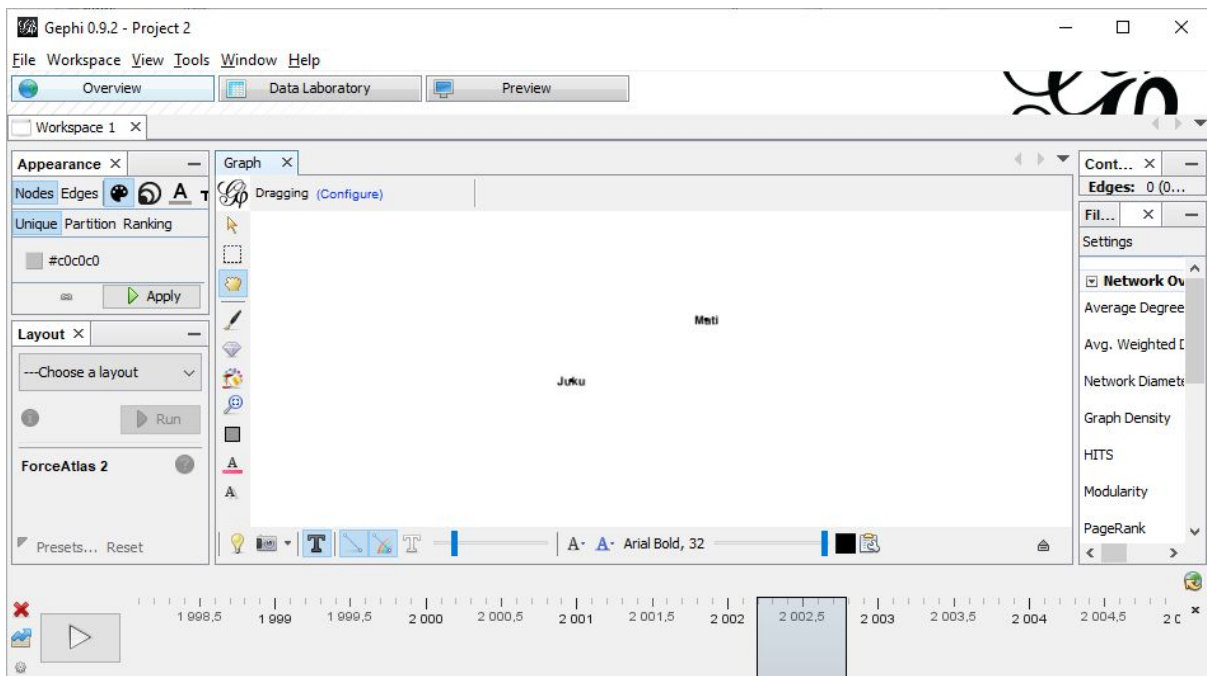 Gephi 0.9.2 - Project 2
File Workspace View Tools Window Help
Overview Data Laboratory Preview
Workspace 1
Appearance
Nodes Edges
Unique Partition Ranking
#c0c0c0
Apply
Layout
---Choose a layout
Run
ForceAtlas 2
Presets... Reset
Graph
Dragging (Configure)
Mati
Juku
A- A- Arial Bold, 32
Cont...
Edges: 0 (0...
Fil...
Settings
Network Ov
Average Degree
Avg. Weighted D
Network Diamete
Graph Density
HITS
Modularity
PageRank
1 998,5 1 999 1 999,5 2 000 2 000,5 2 001 2 001,5 2 002 2 002,5 2 003 2 003,5 2 004 2 004,5